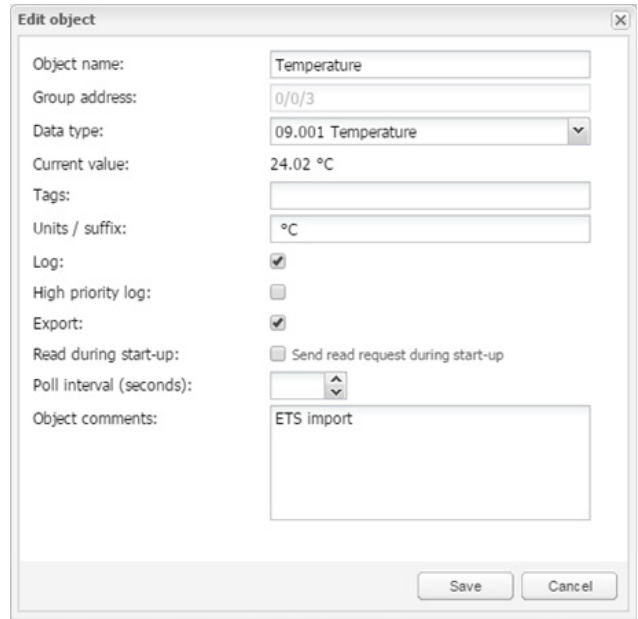 Edit object
Object name: Temperature
Group address: 0/0/3
Data type: 09.001 Temperature
Current value: 24.02 °C
Tags:
Units / suffix: °C
Log:
High priority log:
Export:
Read during start-up: Send read request during start-up
Poll interval (seconds):
Object comments: ETS import
Save Cancel